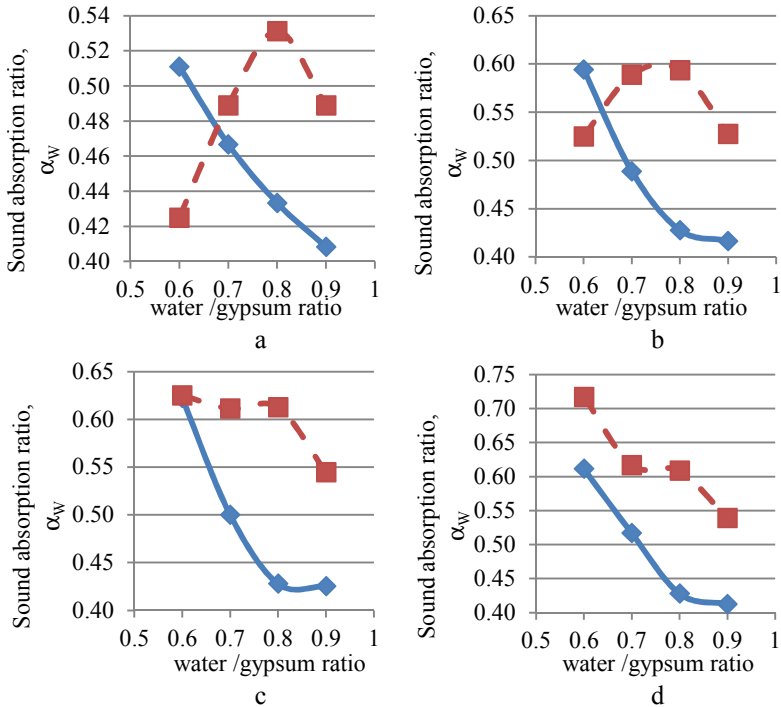 Sound absorption ratio,
αw
0.54
0.52
0.50
0.48
0.46
0.44
0.42
0.40
0.5 0.6 0.7 0.8 0.9 1
water /gypsum ratio
a
Sound absorption ratio,
αw
0.65
0.60
0.55
0.50
0.45
0.40
0.5 0.6 0.7 0.8 0.9 1
water /gypsum ratio
b
Sound absorption ratio,
αw
0.65
0.60
0.55
0.50
0.45
0.40
0.5 0.6 0.7 0.8 0.9 1
water /gypsum ratio
c
Sound absorption ratio,
αw
0.75
0.70
0.65
0.60
0.55
0.50
0.45
0.40
0.5 0.6 0.7 0.8 0.9 1
water /gypsum ratio
d